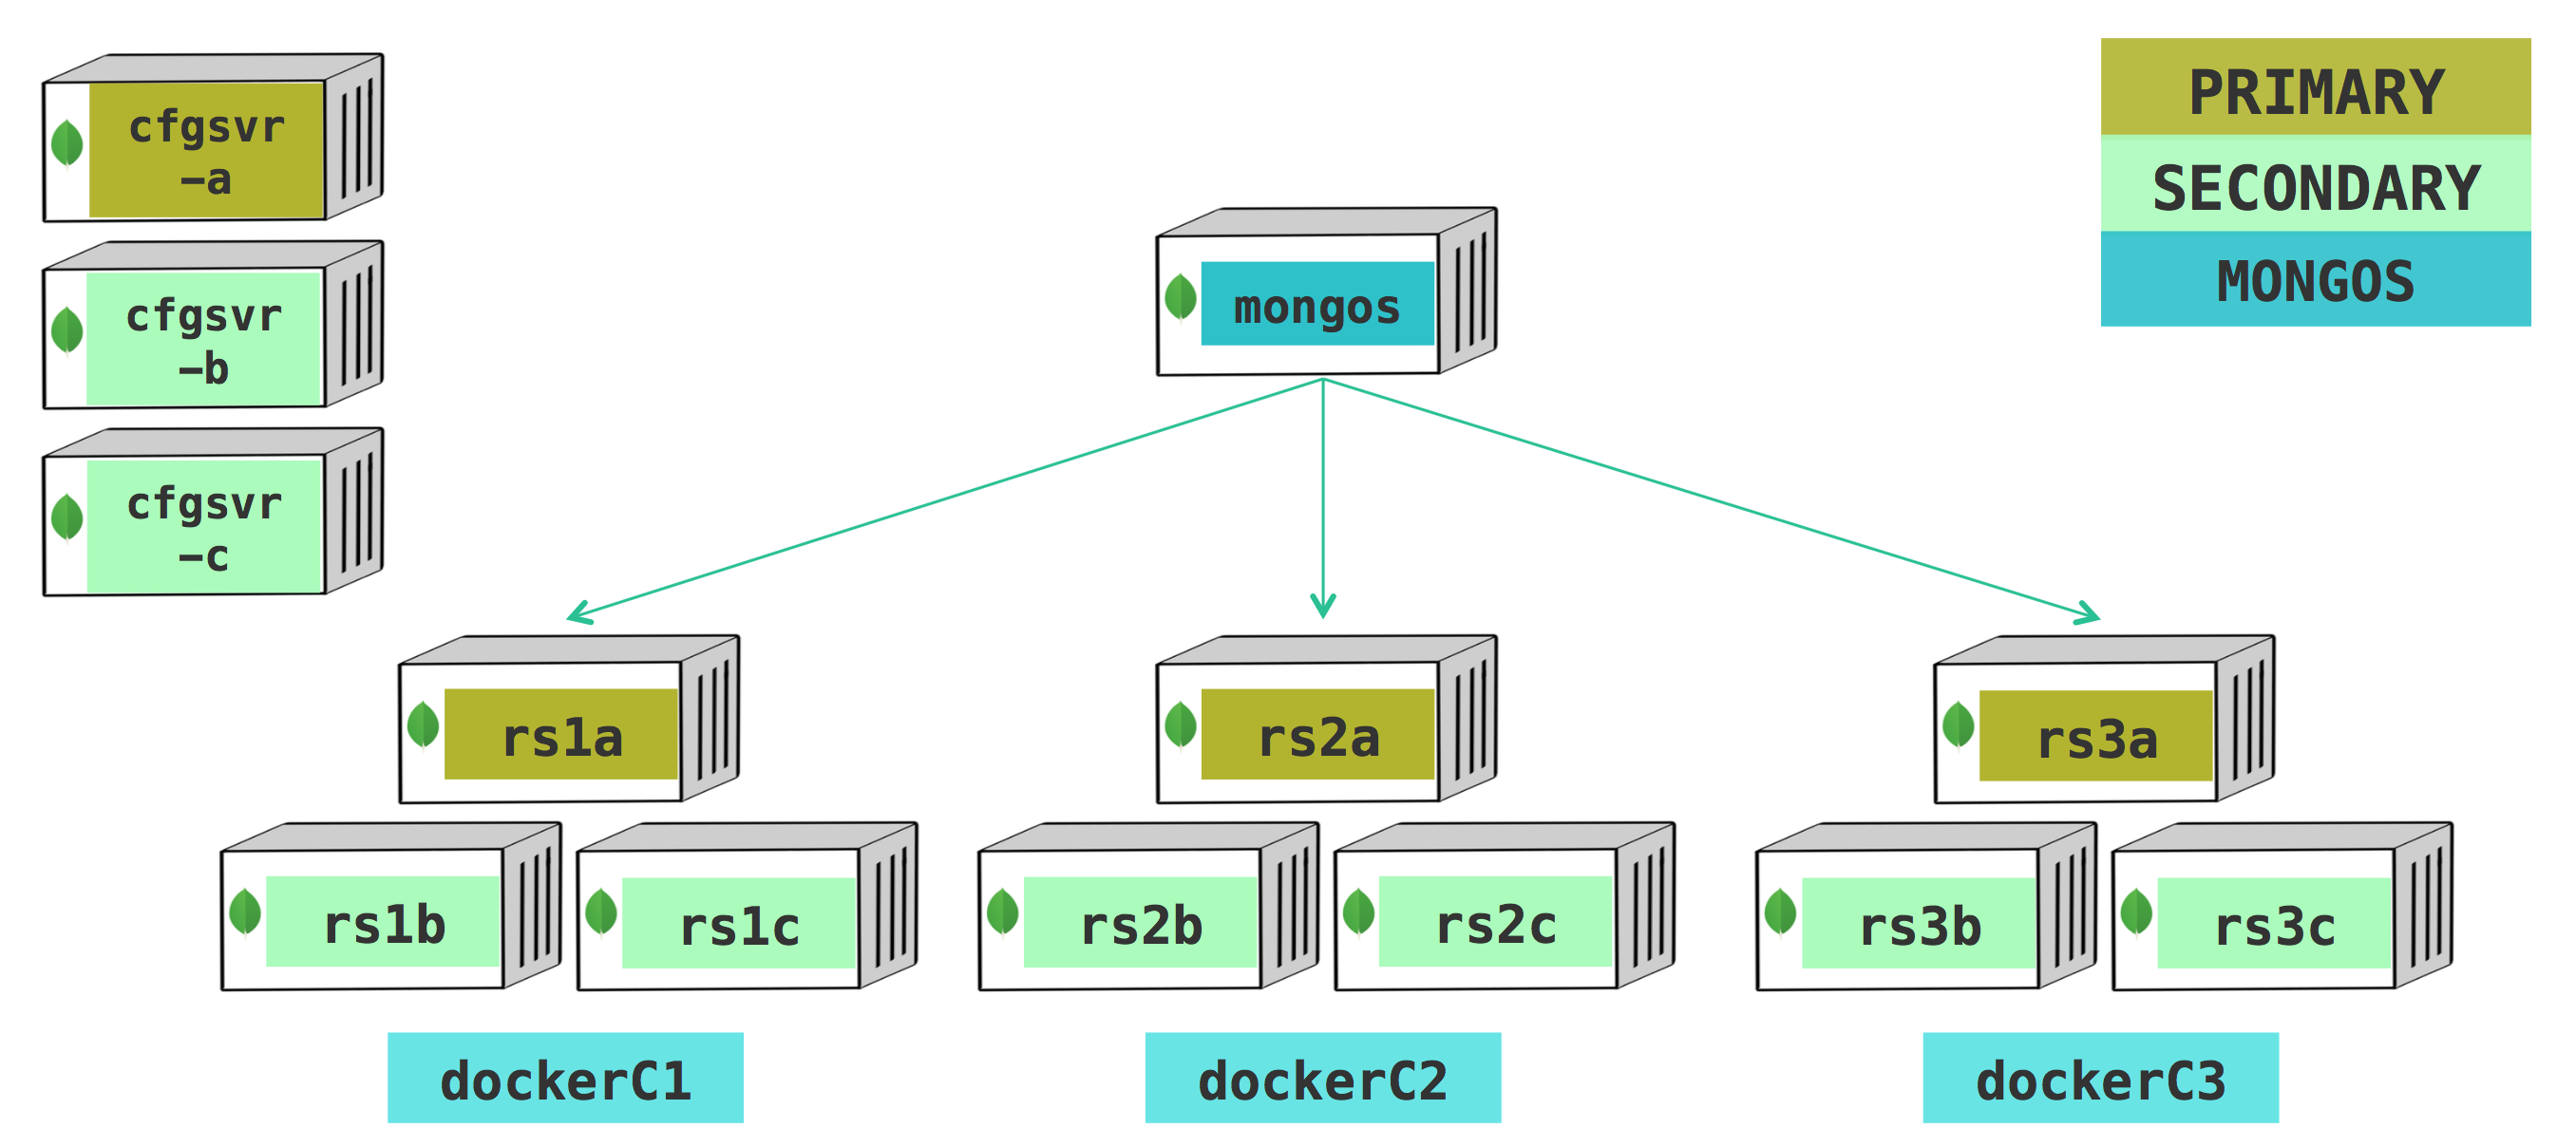 cfgsvr
–a
cfgsvr
–b
cfgsvr
–c
mongos
PRIMARY
SECONDARY
MONGOS
rs1a
rs2a
rs3a
rs1b
rs1c
rs2b
rs2c
rs3b
rs3c
dockerC1
dockerC2
dockerC3